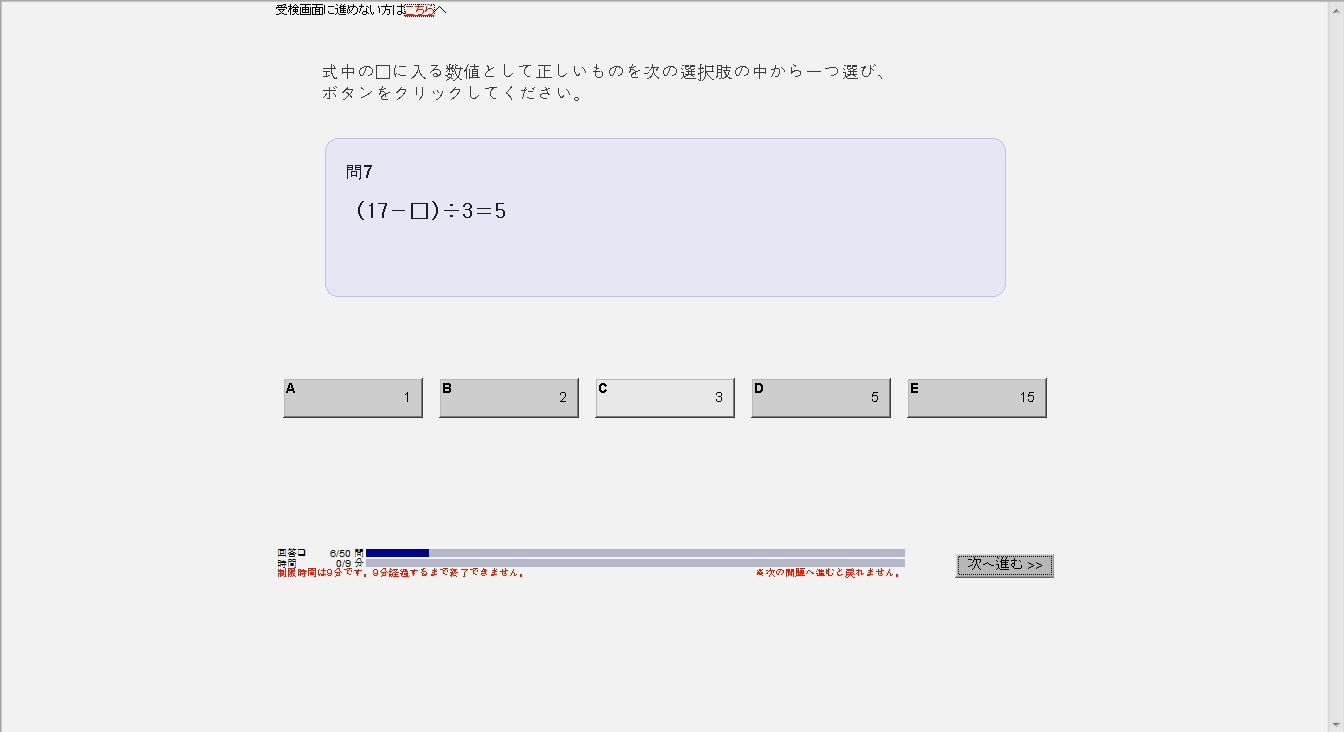 受検画面に進めない方はこちらへ
式中の□に入る数値として正しいものを次の選択肢の中から一つ選び、
ボタンをクリックしてください。
問7
(17－□)÷3＝5
A 1
B 2
C 3
D 5
E 15
回答□ 6/50 問
時間 0/9 分
制限時間は9分です。9分経過するまで終了できません。
※次の問題へ進むと戻れません。
次へ進む >>